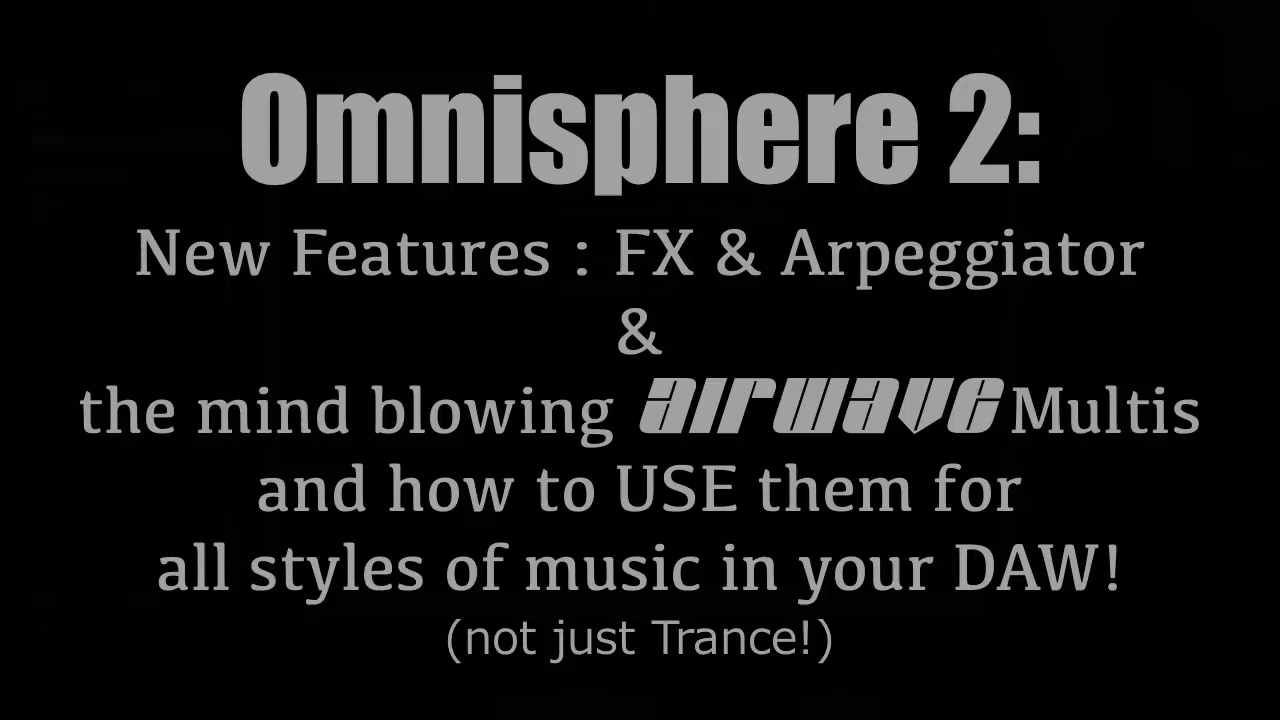 Omnisphere 2:
New Features : FX & Arpeggiator
&
the mind blowing airwave Multis
and how to USE them for
all styles of music in your DAW!
(not just Trance!)